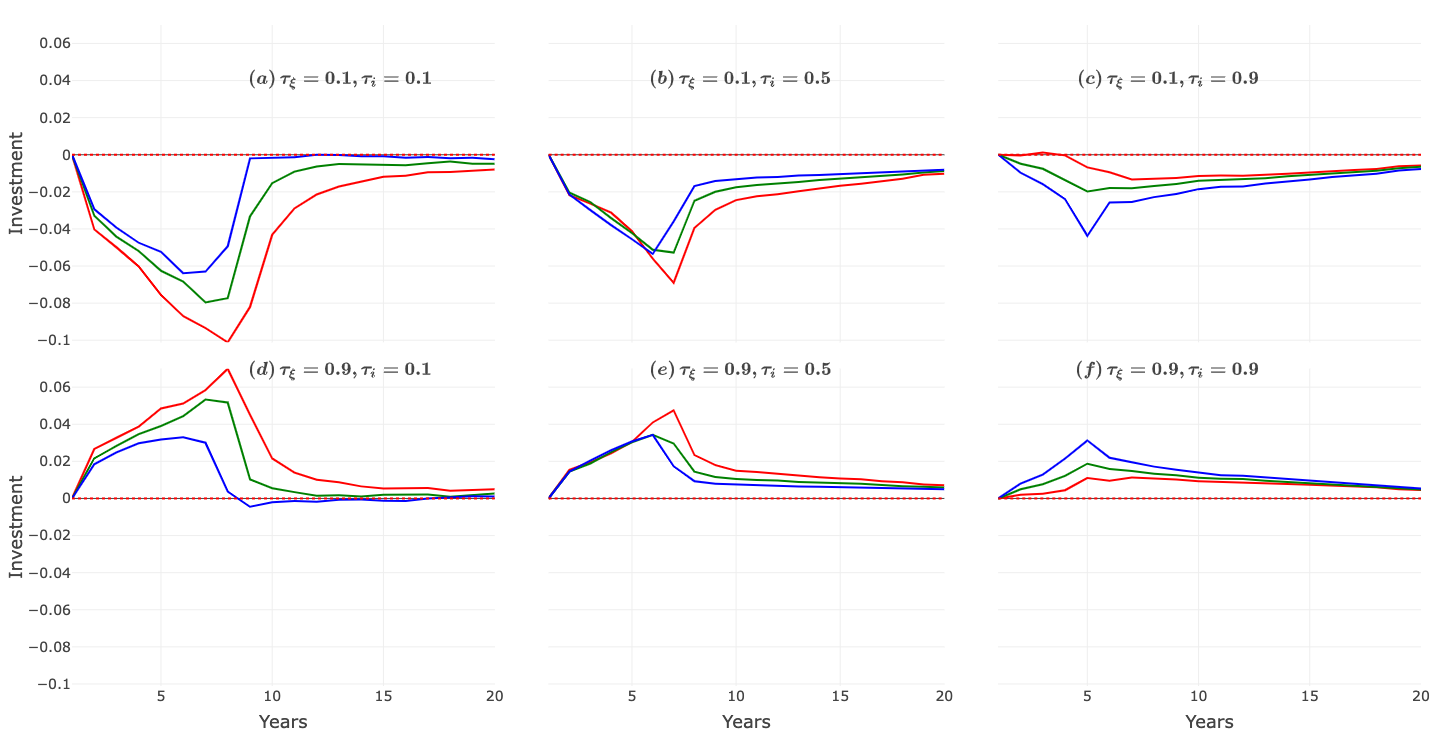 (a) τξ = 0.1, τi = 0.1
(b) τξ = 0.1, τi = 0.5
(c) τξ = 0.1, τi = 0.9
Investment
0.06
0.04
0.02
0
−0.02
−0.04
−0.06
−0.08
−0.1
(d) τξ = 0.9, τi = 0.1
(e) τξ = 0.9, τi = 0.5
(f) τξ = 0.9, τi = 0.9
Investment
0.06
0.04
0.02
0
−0.02
−0.04
−0.06
−0.08
−0.1
5 10 15 20
5 10 15 20
5 10 15 20
Years
Years
Years